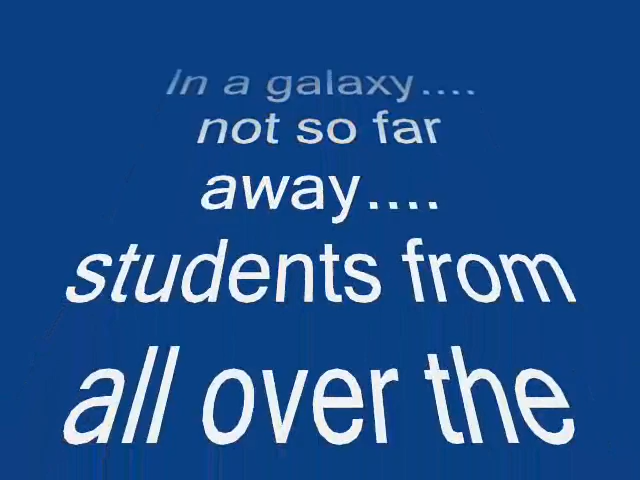 In a galaxy....
not so far
away....
students from
all over the